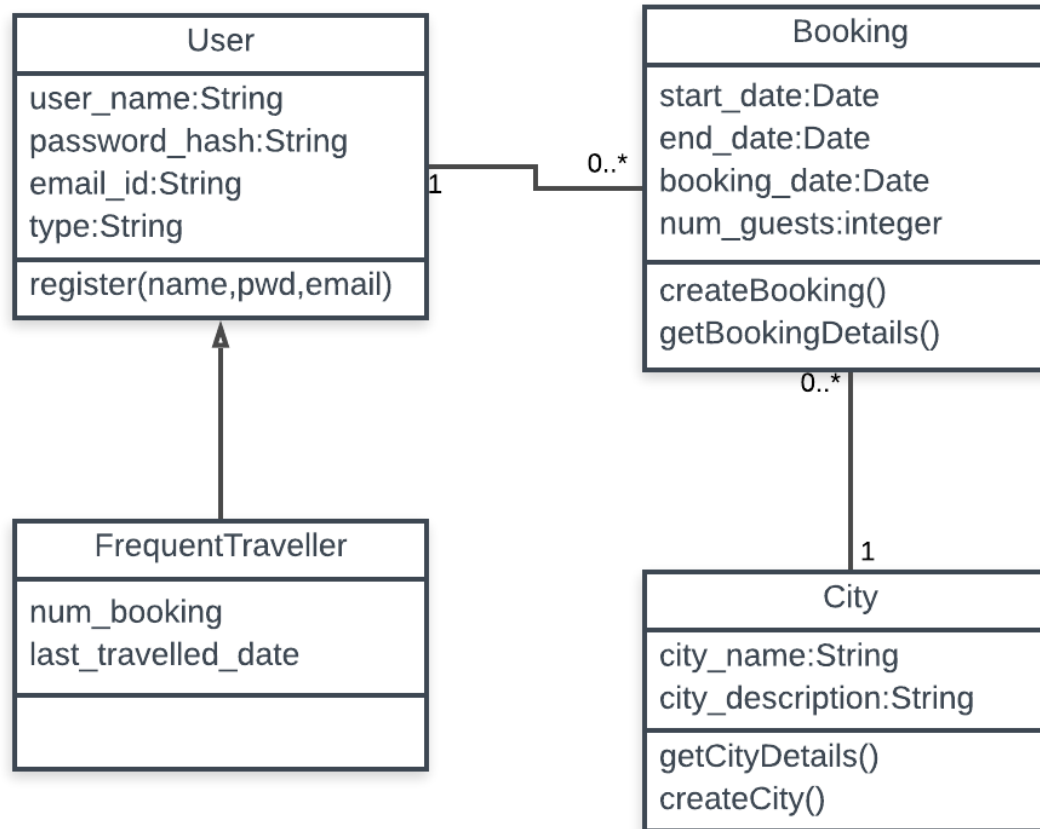 User
user_name:String
password_hash:String
email_id:String
type:String
register(name,pwd,email)
1
0..*
Booking
start_date:Date
end_date:Date
booking_date:Date
num_guests:integer
createBooking()
getBookingDetails()
0..*
1
FrequentTraveller
num_booking
last_travelled_date
City
city_name:String
city_description:String
getCityDetails()
createCity()